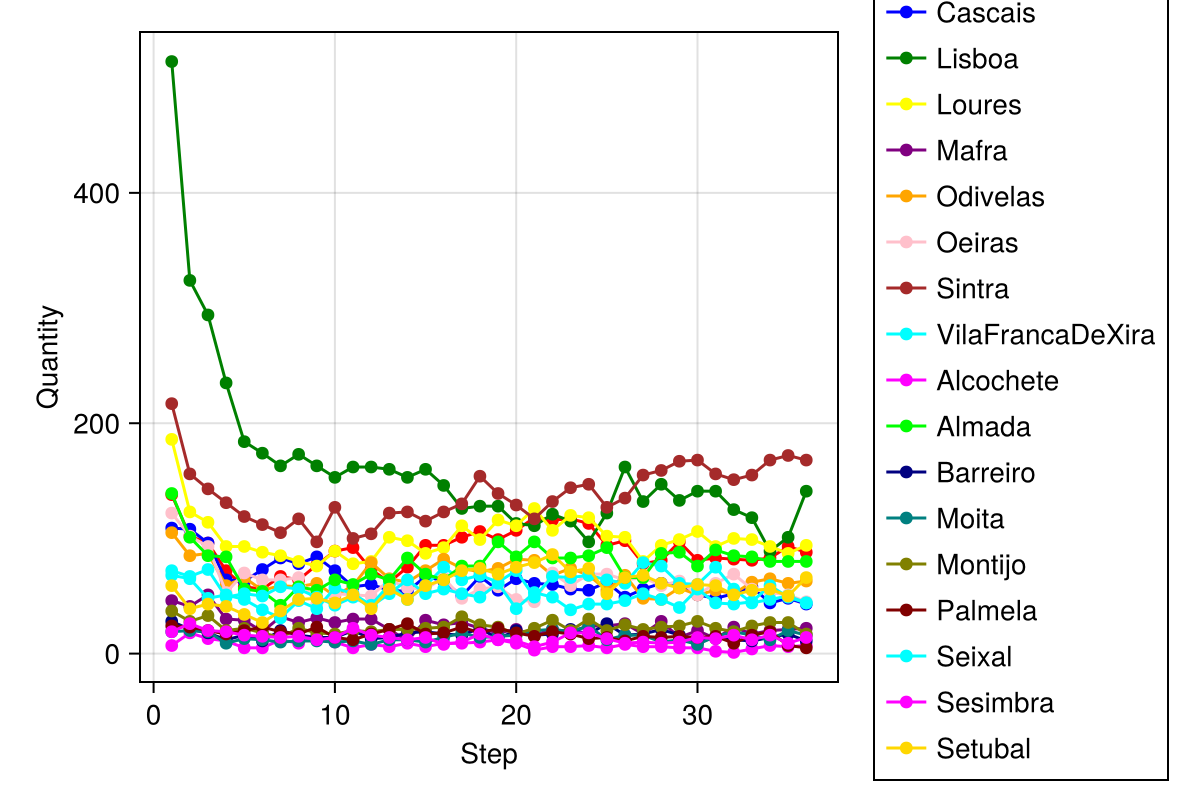 Cascais
Lisboa
Loures
Mafra
Odivelas
Oeiras
Sintra
VilaFrancaDeXira
Alcochete
Almada
Barreiro
Moita
Montijo
Palmela
Seixal
Sesimbra
Setubal
400
200
0
Quantity
0 10 20 30
Step